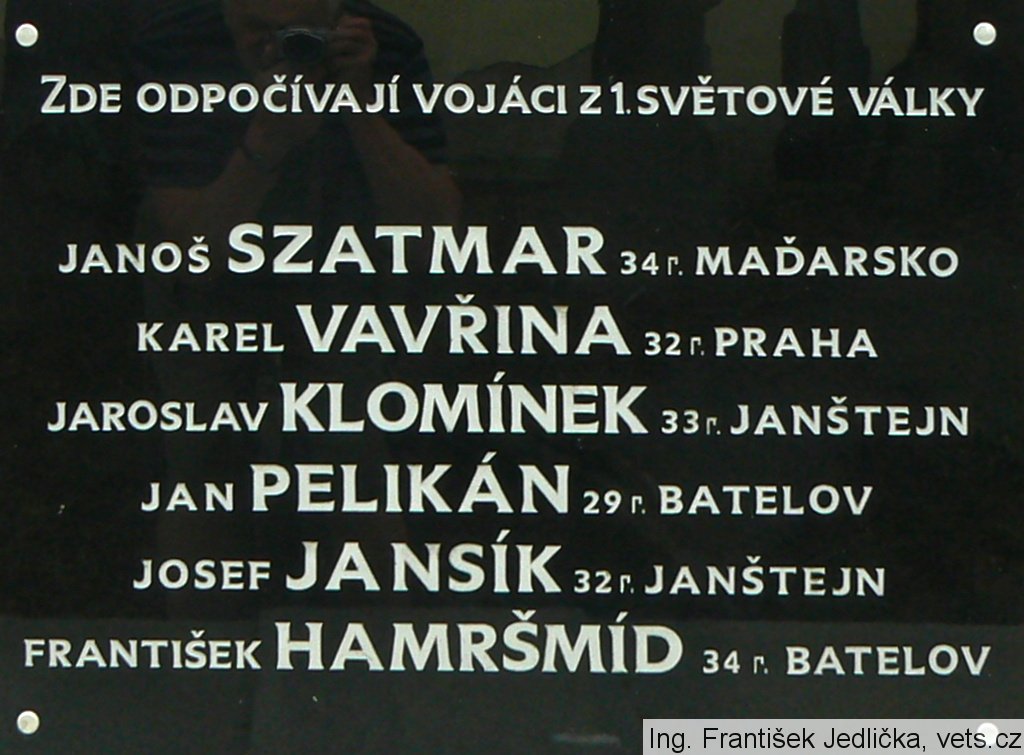 ZDE ODPOČÍVAJÍ VOJÁCI Z 1. SVĚTOVÉ VÁLKY
JANOŠ SZATMAR 34 r. MAĎARSKO
KAREL VAVŘINA 32 r. PRAHA
JAROSLAV KLOMÍNEK 33 r. JANŠTEJN
JAN PELIKÁN 29 r. BATELOV
JOSEF JANSÍK 32 r. JANŠTEJN
FRANTIŠEK HAMRŠMÍD 34 r. BATELOV
Ing. František Jedlička, vets.cz